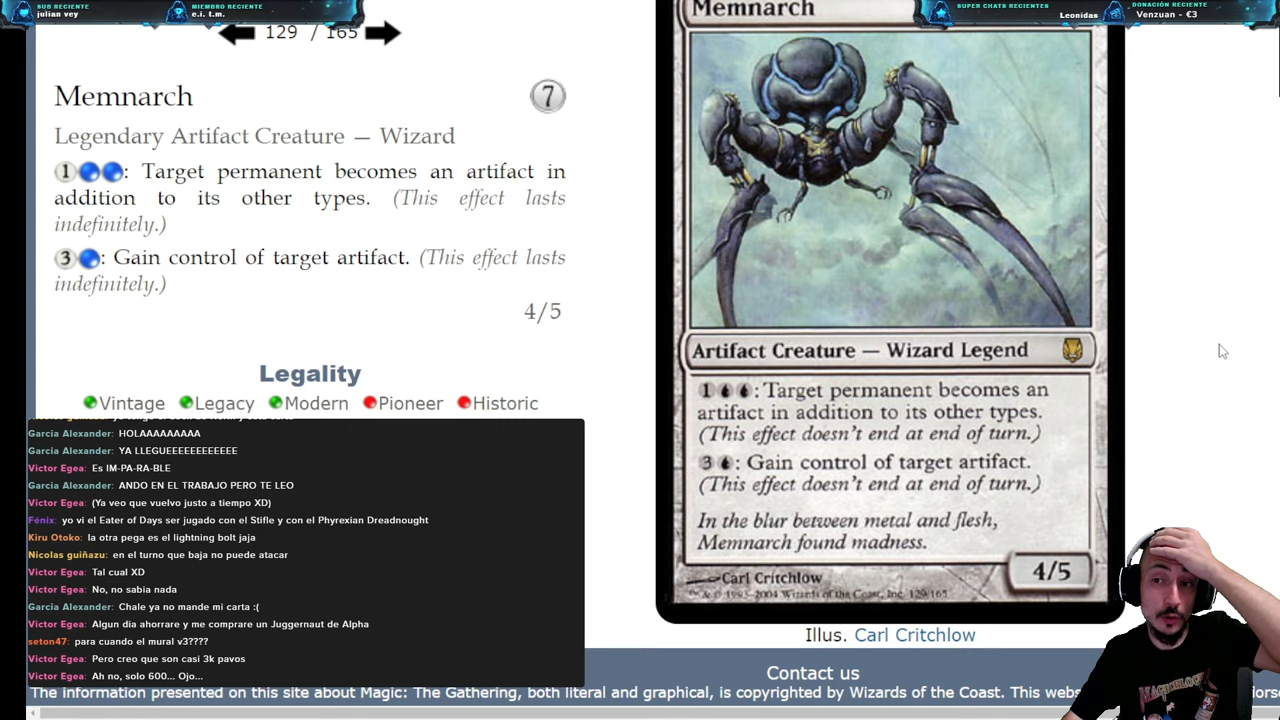 SUB RECIENTE
julian vey
MIEMBRO RECIENTE
e.i. t.m.
SUPER CHATS RECIENTES
Leonidas
DONACIÓN RECIENTE
Venzuan - €3
129 / 165
Memnarch
7
Legendary Artifact Creature — Wizard
1: Target permanent becomes an artifact in
addition to its other types. (This effect lasts
indefinitely.)
3: Gain control of target artifact. (This effect lasts
indefinitely.)
4/5
Legality
Vintage Legacy Modern Pioneer Historic
Garcia Alexander: HOLAAAAAAAAA
Garcia Alexander: YA LLEGUEEEEEEEEEEEE
Victor Egea: Es IM-PA-RA-BLE
Garcia Alexander: ANDO EN EL TRABAJO PERO TE LEO
Victor Egea: (Ya veo que vuelvo justo a tiempo XD)
Fénix: yo vi el Eater of Days ser jugado con el Stifle y con el Phyrexian Dreadnought
Kiru Otoko: la otra pega es el lightning bolt jaja
Nicolas guiñazu: en el turno que baja no puede atacar
Victor Egea: Tal cual XD
Victor Egea: No, no sabia nada
Garcia Alexander: Chale ya no mande mi carta :(
Victor Egea: Algun dia ahorrare y me comprare un Juggernaut de Alpha
seton47: para cuando el mural v3????
Victor Egea: Pero creo que son casi 3k pavos
Victor Egea: Ah no, solo 600... Ojo...
Memnarch
Artifact Creature — Wizard Legend
1: Target permanent becomes an
artifact in addition to its other types.
(This effect doesn't end at end of turn.)
3: Gain control of target artifact.
(This effect doesn't end at end of turn.)
In the blur between metal and flesh,
Memnarch found madness.
4/5
Carl Critchlow
™ & © 1993–2004 Wizards of the Coast, Inc. 129/165
Illus. Carl Critchlow
Contact us
The information presented on this site about Magic: The Gathering, both literal and graphical, is copyrighted by Wizards of the Coast. This